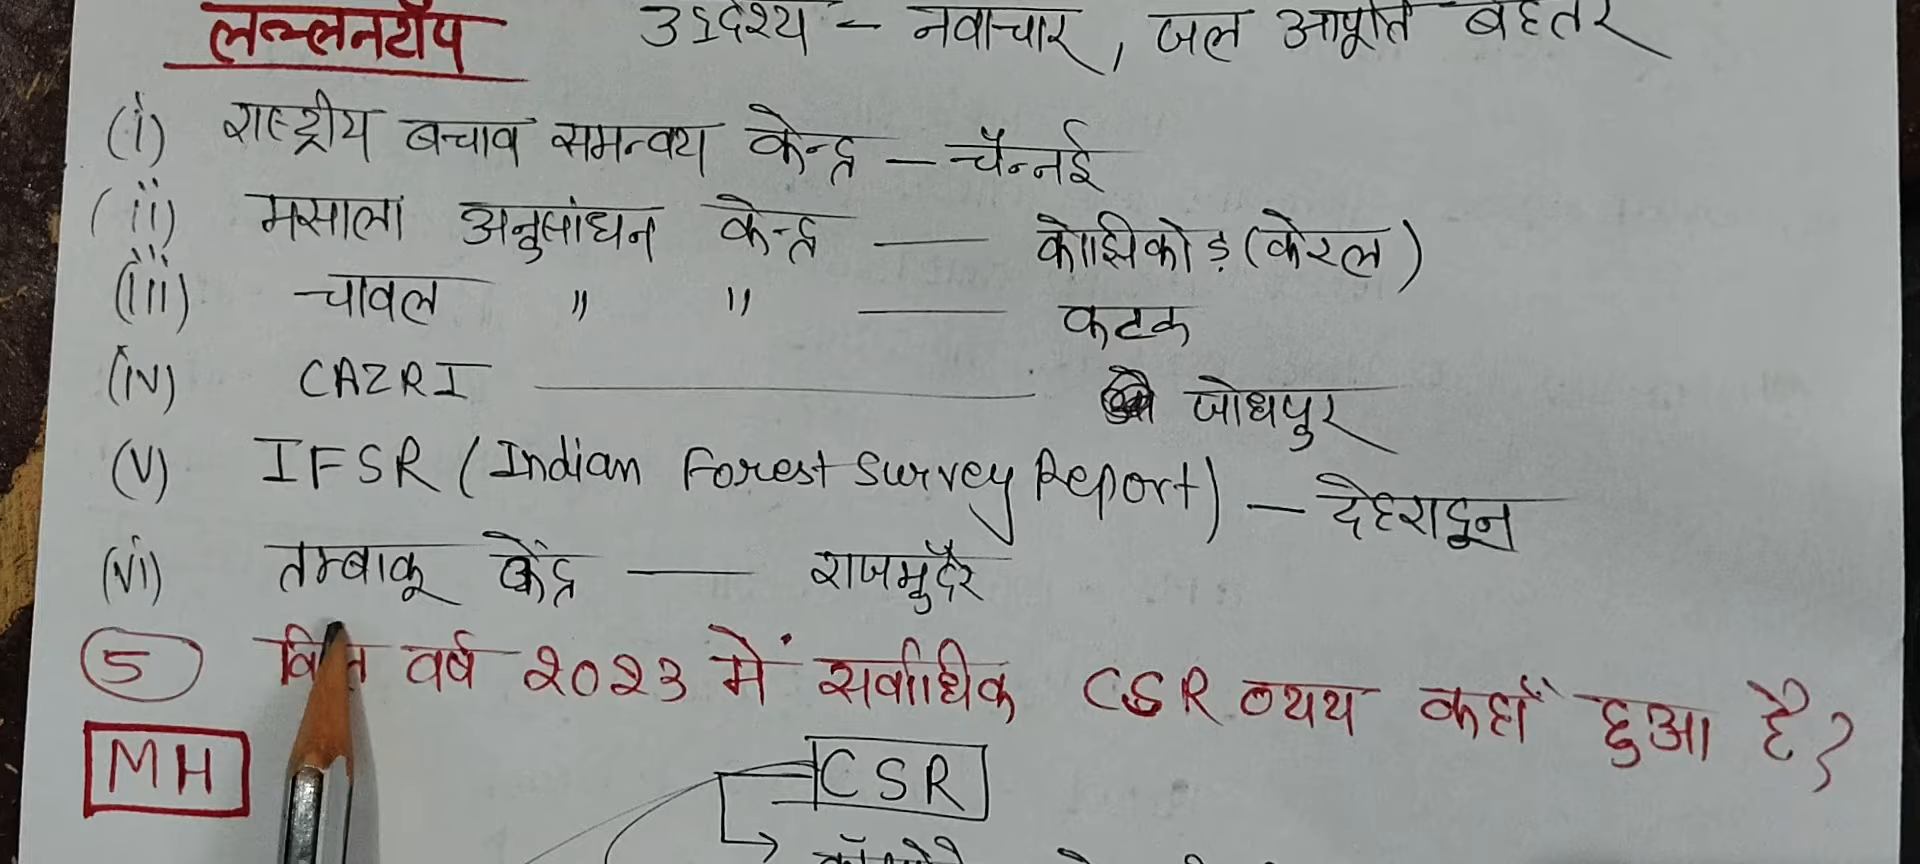 लल्लनटॉप उद्देश्य - नवाचार, जल आपूर्ति बेहतर
(i) राष्ट्रीय बचाव समन्वय केन्द्र - चैन्नई
(ii) मसाला अनुसांधन केन्द्र — कोझिकोड़ (केरल)
(iii) चावल " " — कटक
(iv) CAZRI — जोधपुर
(v) IFSR (Indian Forest Survey Report) - देहरादून
(vi) तम्बाकू केंद्र — राजमुंदैर
5 वित्त वर्ष 2023 में सर्वाधिक CSR व्यय कहाँ हुआ है?
MH CSR